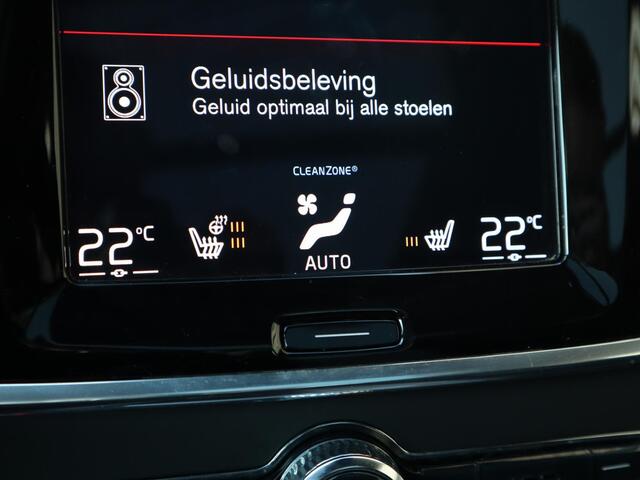 Geluidsbeleving
Geluid optimaal bij alle stoelen
CLEANZONE®
22°C
22°C
AUTO